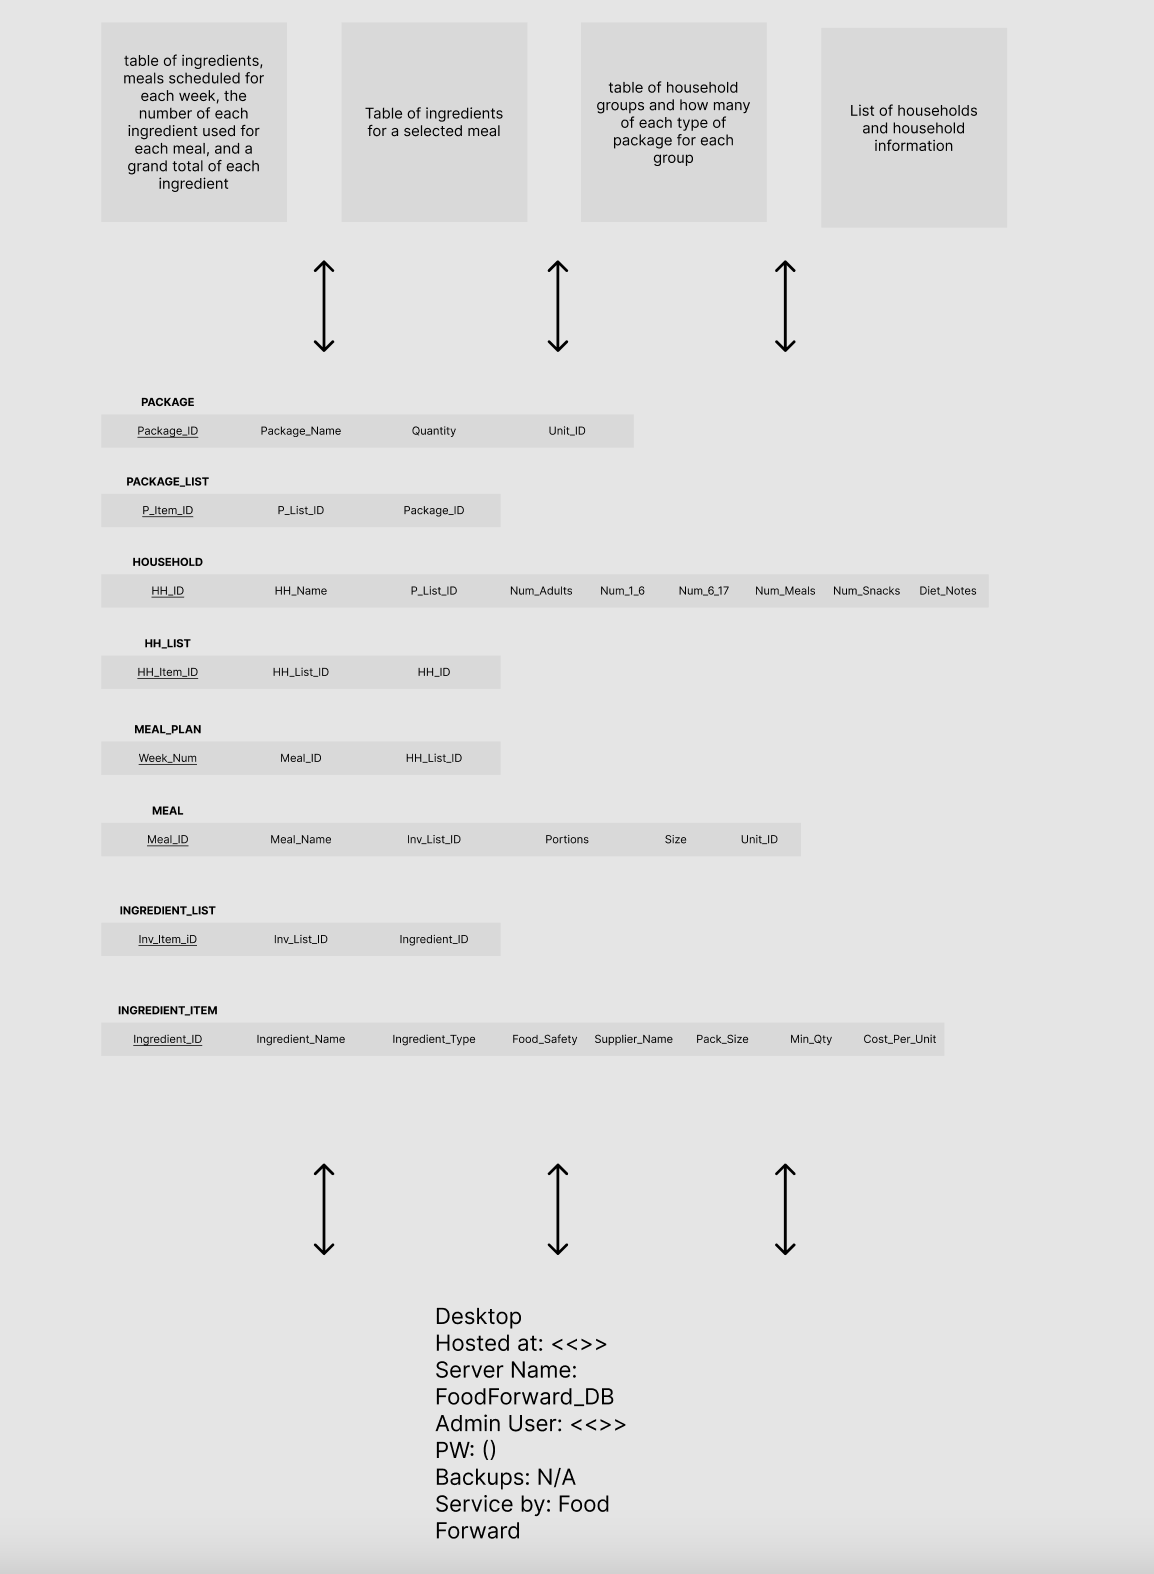 table of ingredients,
meals scheduled for
each week, the
number of each
ingredient used for
each meal, and a
grand total of each
ingredient
Table of ingredients
for a selected meal
table of household
groups and how many
of each type of
package for each
group
List of households
and household
information
PACKAGE
Package_ID Package_Name Quantity Unit_ID
PACKAGE_LIST
P_Item_ID P_List_ID Package_ID
HOUSEHOLD
HH_ID HH_Name P_List_ID Num_Adults Num_1_6 Num_6_17 Num_Meals Num_Snacks Diet_Notes
HH_LIST
HH_Item_ID HH_List_ID HH_ID
MEAL_PLAN
Week_Num Meal_ID HH_List_ID
MEAL
Meal_ID Meal_Name Inv_List_ID Portions Size Unit_ID
INGREDIENT_LIST
Inv_Item_iD Inv_List_ID Ingredient_ID
INGREDIENT_ITEM
Ingredient_ID Ingredient_Name Ingredient_Type Food_Safety Supplier_Name Pack_Size Min_Qty Cost_Per_Unit
Desktop
Hosted at: <<>>
Server Name:
FoodForward_DB
Admin User: <<>>
PW: ()
Backups: N/A
Service by: Food
Forward